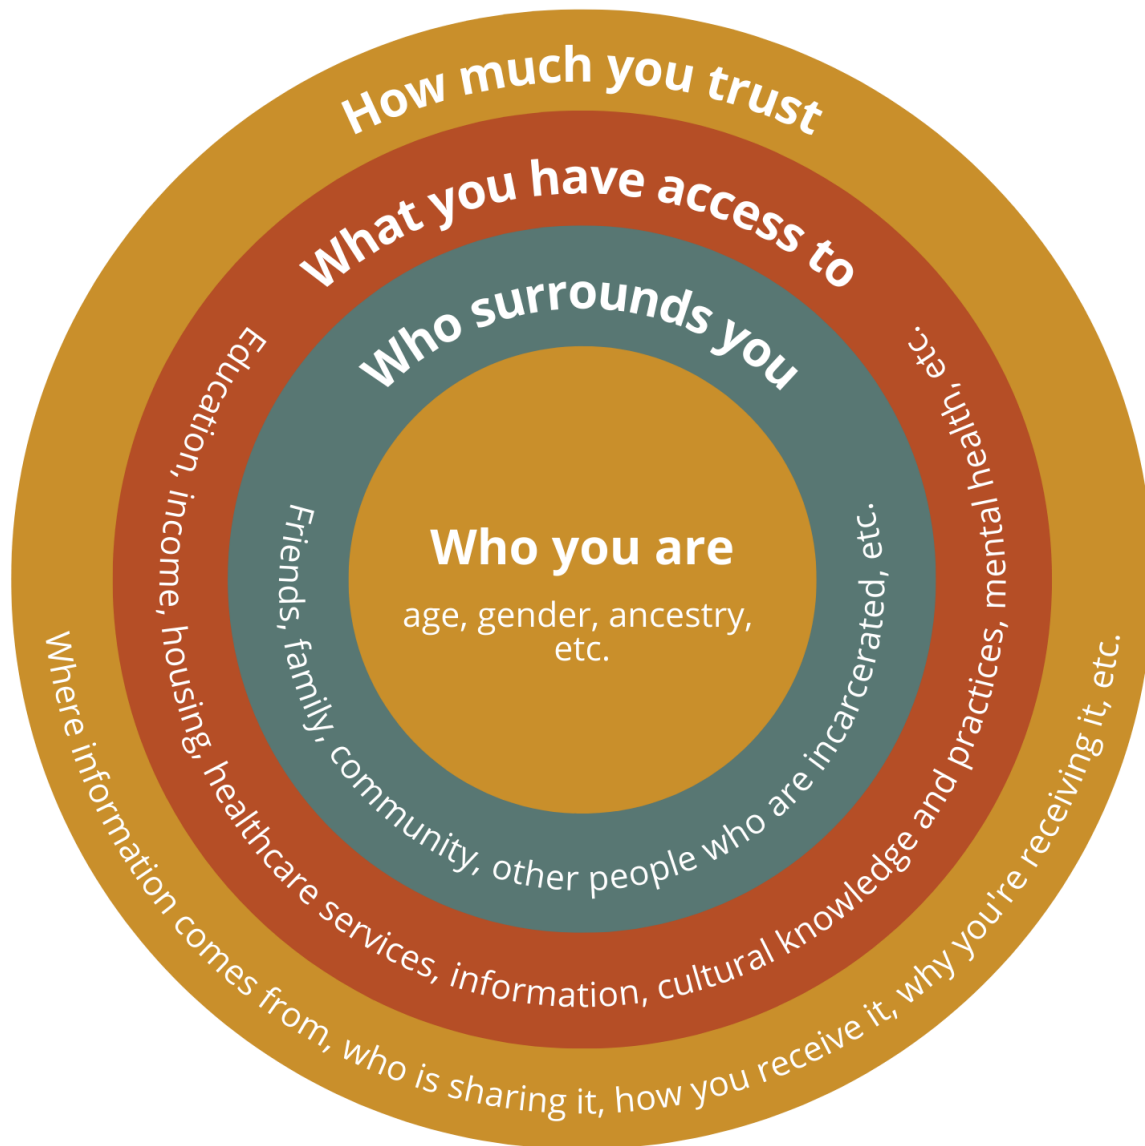 How much you trust
What you have access to
Who surrounds you
Who you are
age, gender, ancestry,
etc.
Friends, family, community, other people who are incarcerated, etc.
Education, income, housing, healthcare services, information, cultural knowledge and practices, mental health, etc.
Where information comes from, who is sharing it, how you receive it, why you're receiving it, etc.